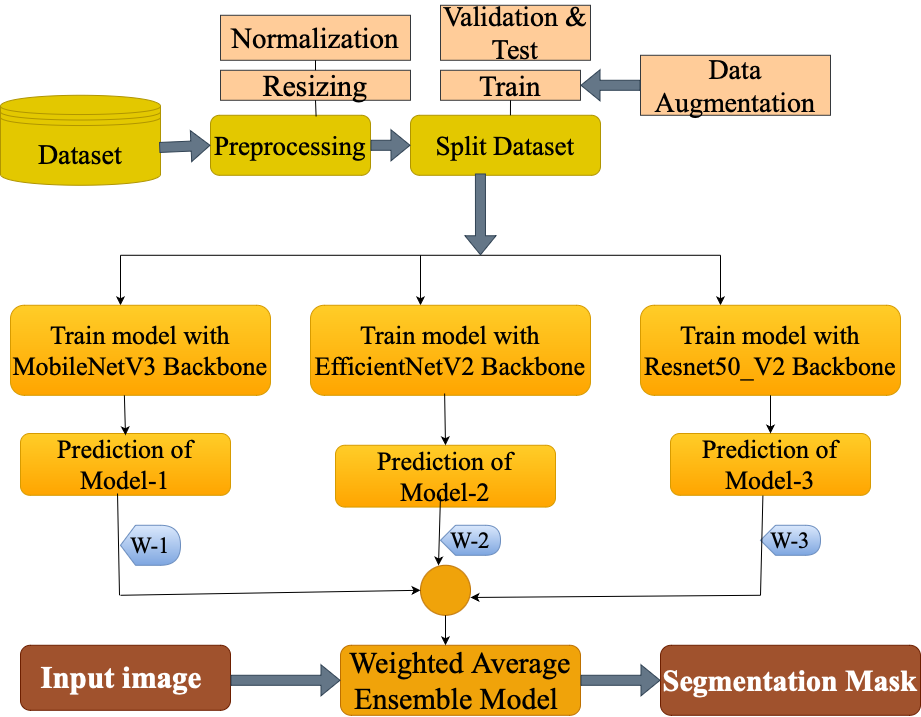 Normalization
Resizing
Validation &
Test
Train
Data
Augmentation
Dataset
Preprocessing
Split Dataset
Train model with
MobileNetV3 Backbone
Train model with
EfficientNetV2 Backbone
Train model with
Resnet50_V2 Backbone
Prediction of
Model-1
Prediction of
Model-2
Prediction of
Model-3
W-1
W-2
W-3
Input image
Weighted Average
Ensemble Model
Segmentation Mask